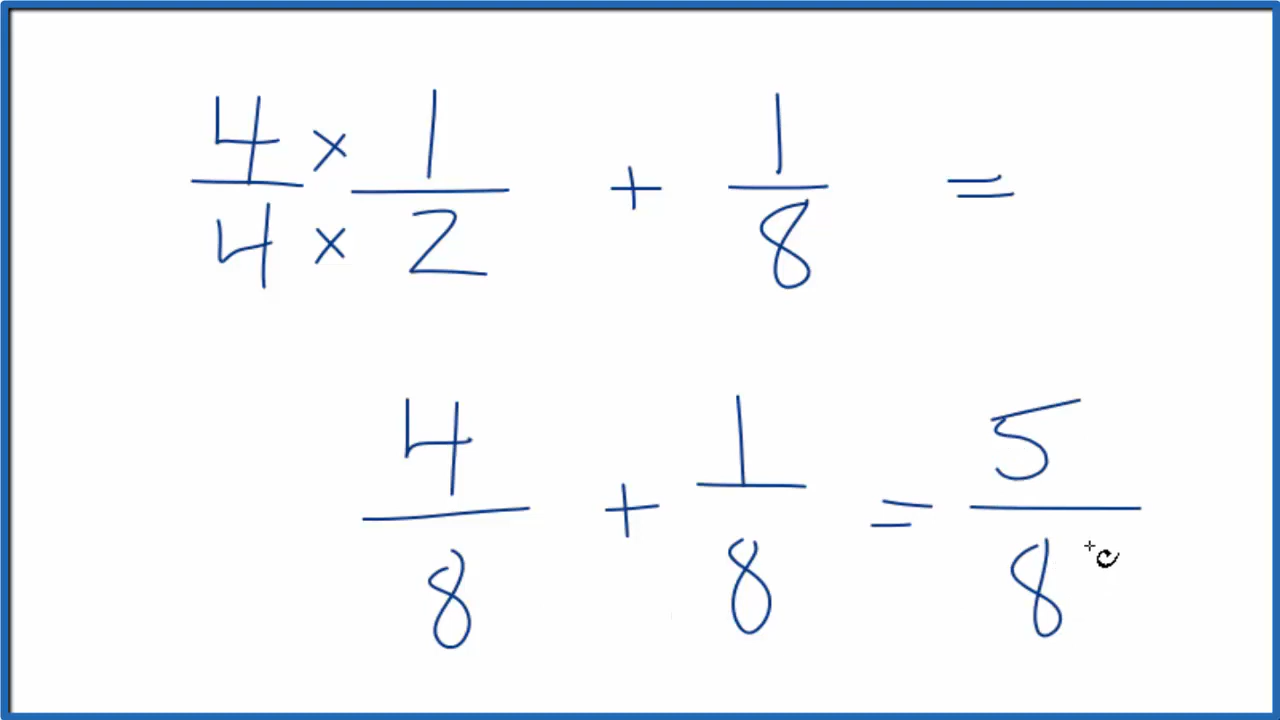 4/4 × 1/2 + 1/8 =
4/8 + 1/8 = 5/8